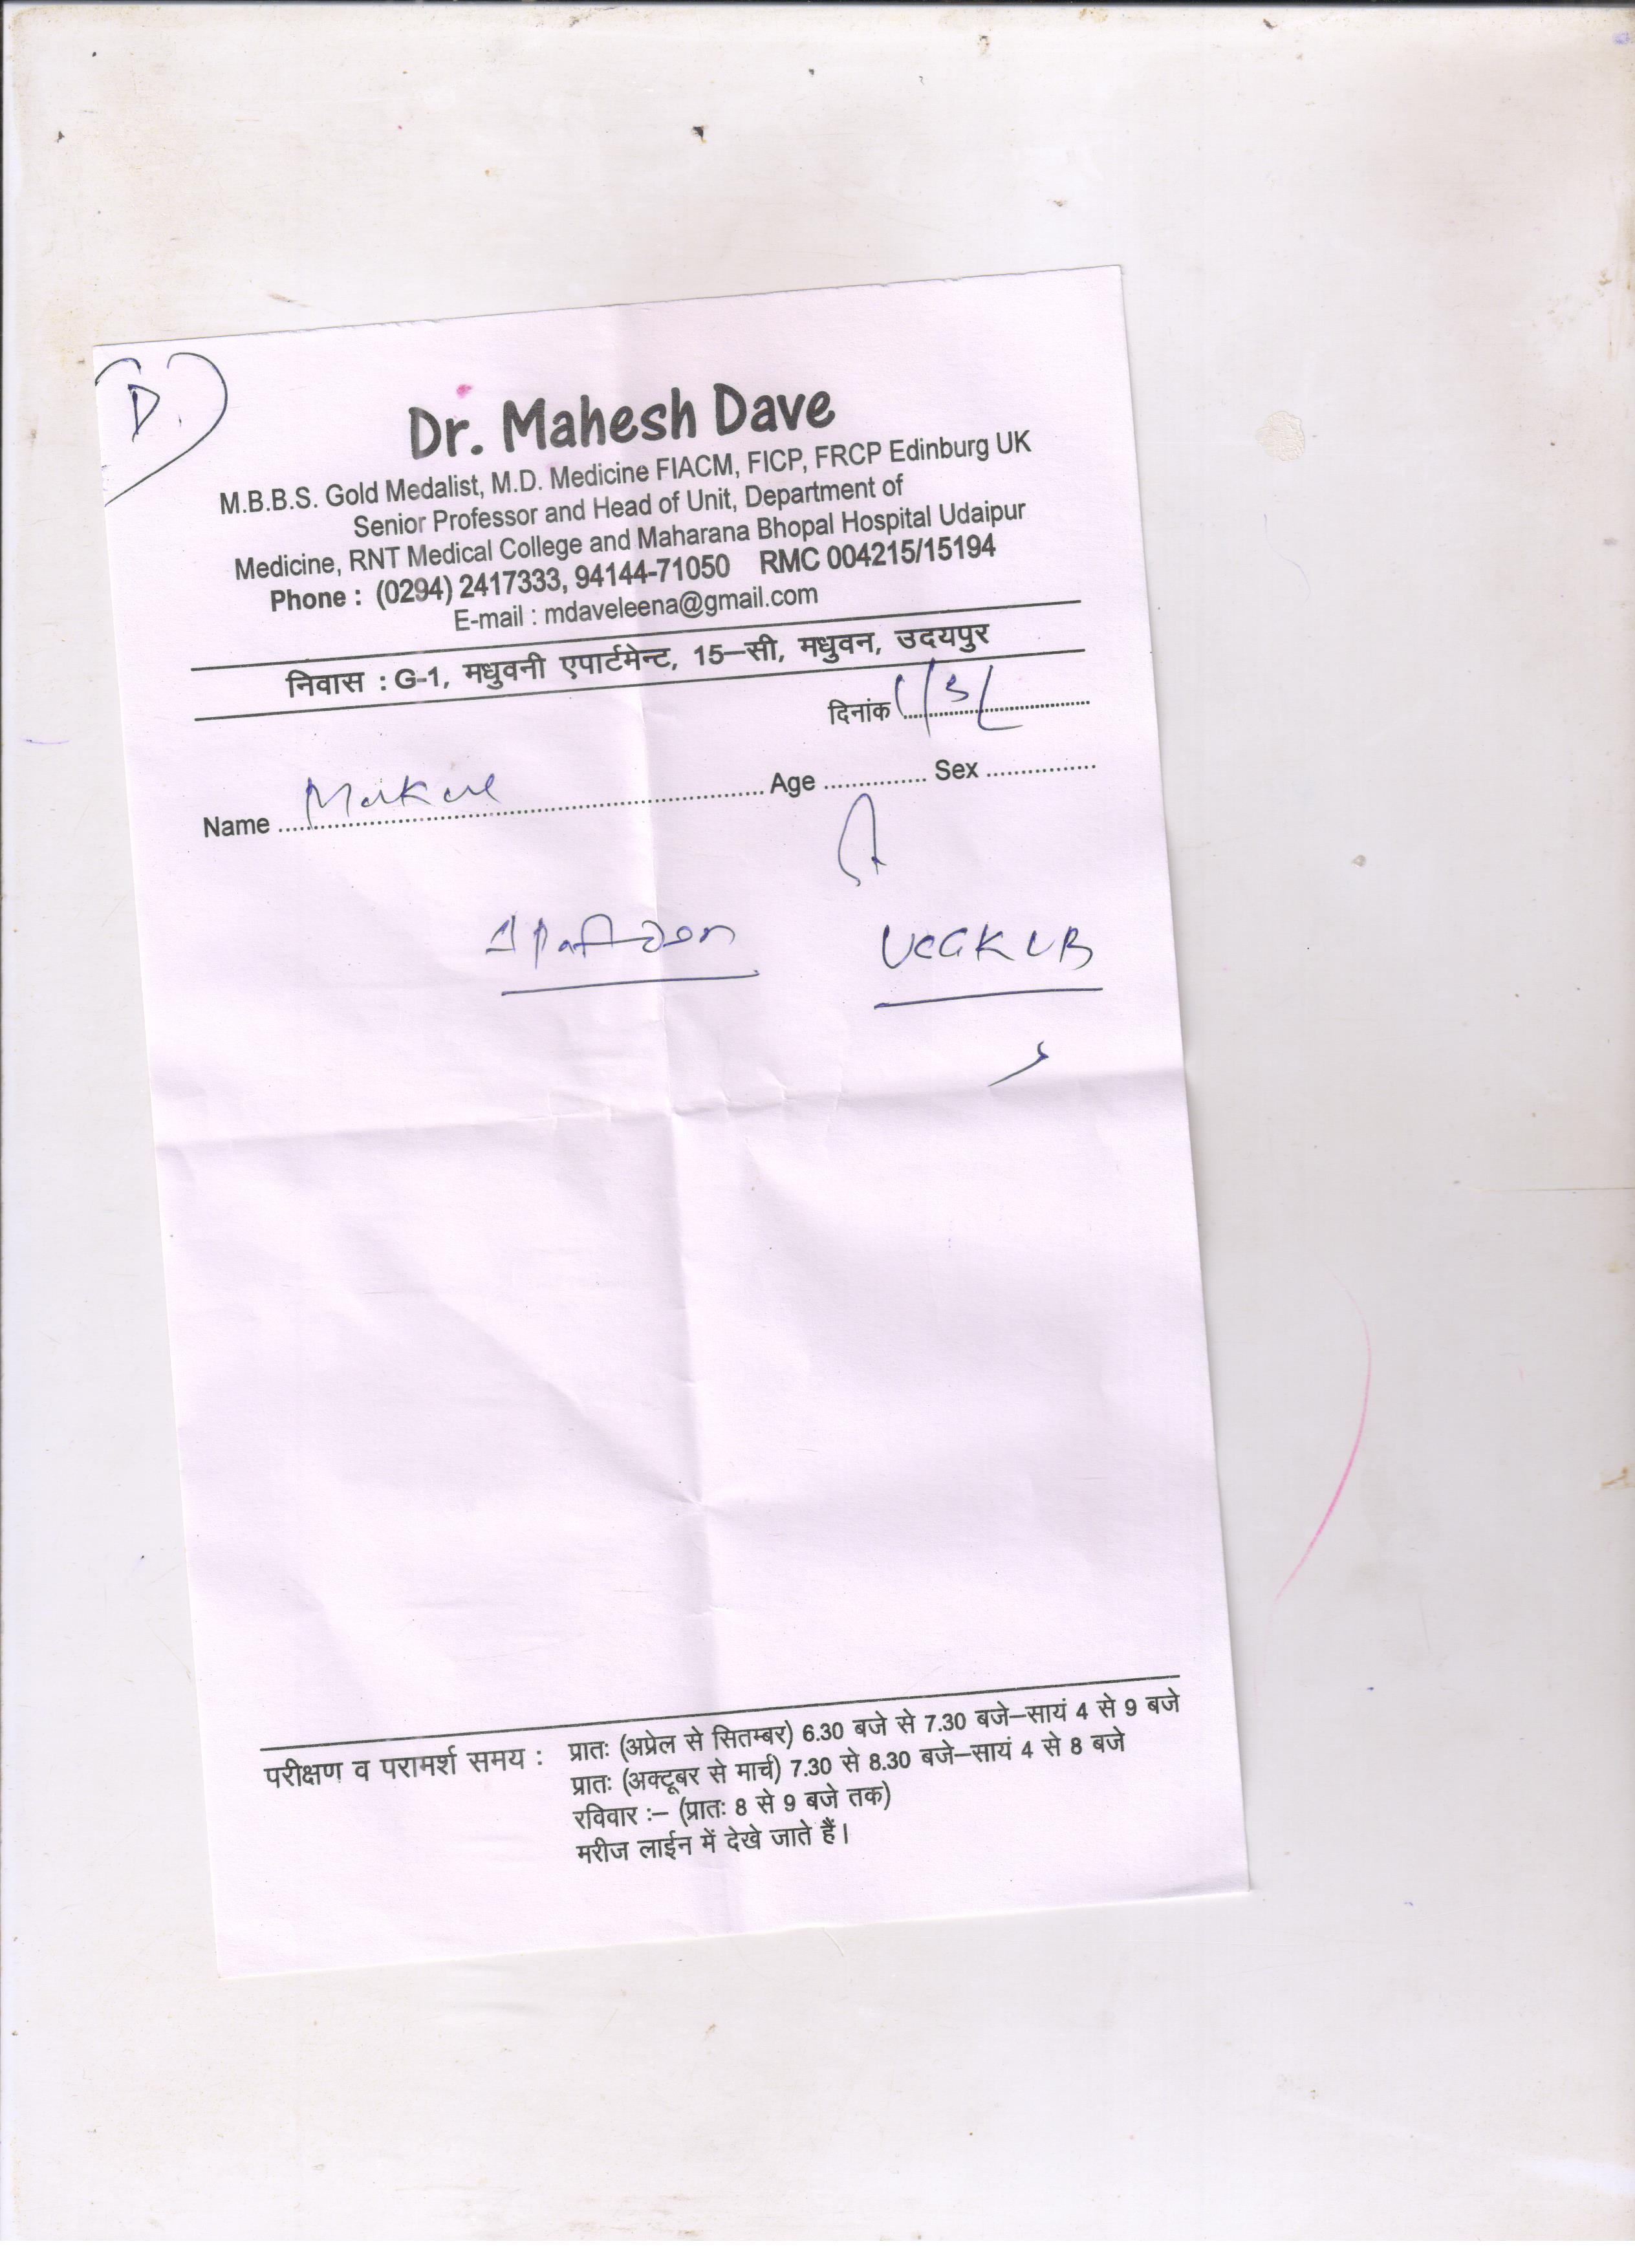 D.
Dr. Mahesh Dave
M.B.B.S. Gold Medalist, M.D. Medicine FIACM, FICP, FRCP Edinburg UK
Senior Professor and Head of Unit, Department of
Medicine, RNT Medical College and Maharana Bhopal Hospital Udaipur
Phone : (0294) 2417333, 94144-71050 RMC 004215/15194
E-mail : mdaveleena@gmail.com
निवास : G-1, मधुवनी एपार्टमेन्ट, 15–सी, मधुवन, उदयपुर
दिनांक
Name Age Sex
परीक्षण व परामर्श समय : प्रातः (अप्रेल से सितम्बर) 6.30 बजे से 7.30 बजे–सायं 4 से 9 बजे
प्रातः (अक्टूबर से मार्च) 7.30 से 8.30 बजे–सायं 4 से 8 बजे
रविवार :– (प्रातः 8 से 9 बजे तक)
मरीज लाईन में देखे जाते हैं।